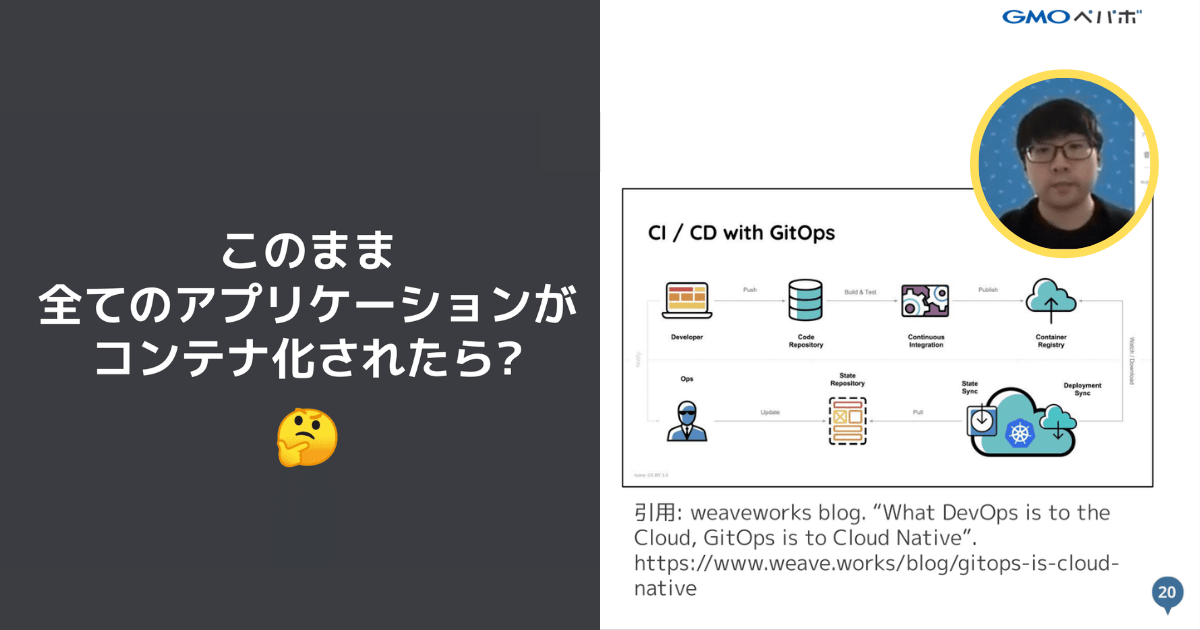 このまま
全てのアプリケーションが
コンテナ化されたら?
GMOペパボ
CI / CD with GitOps
Push
Build & Test
Publish
Developer
Code
Repository
Continuous
Integration
Container
Registry
Watch / Download
Ops
State
Repository
State
Sync
Deployment
Sync
Update
Pull
引用: weaveworks blog. “What DevOps is to the
Cloud, GitOps is to Cloud Native”.
https://www.weave.works/blog/gitops-is-cloud-
native
20